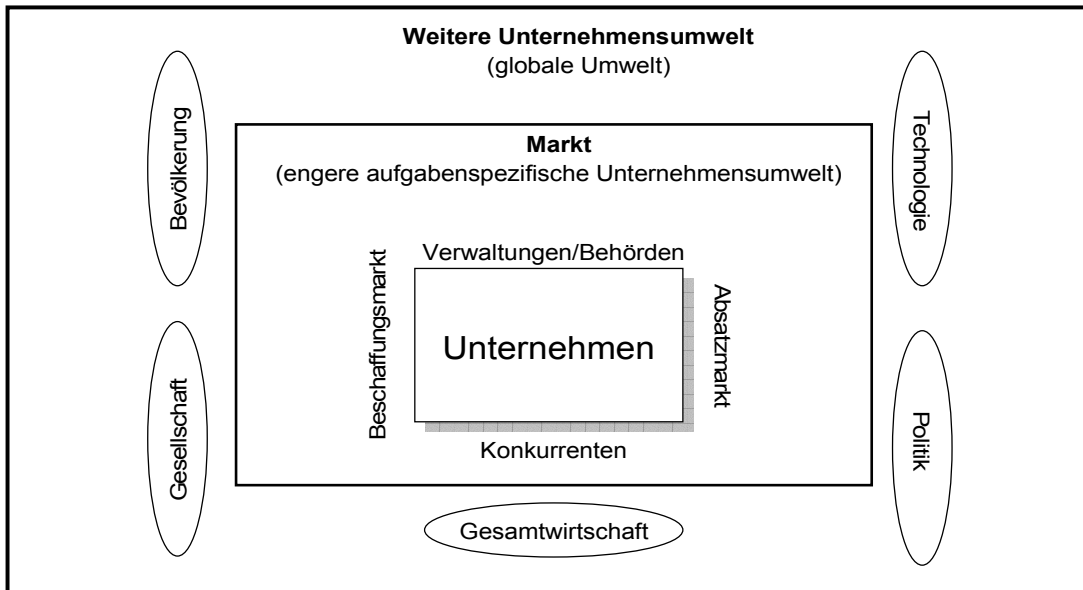 Weitere Unternehmensumwelt
(globale Umwelt)
Bevölkerung
Technologie
Markt
(engere aufgabenspezifische Unternehmensumwelt)
Verwaltungen/Behörden
Beschaffungsmarkt
Unternehmen
Absatzmarkt
Konkurrenten
Gesellschaft
Politik
Gesamtwirtschaft